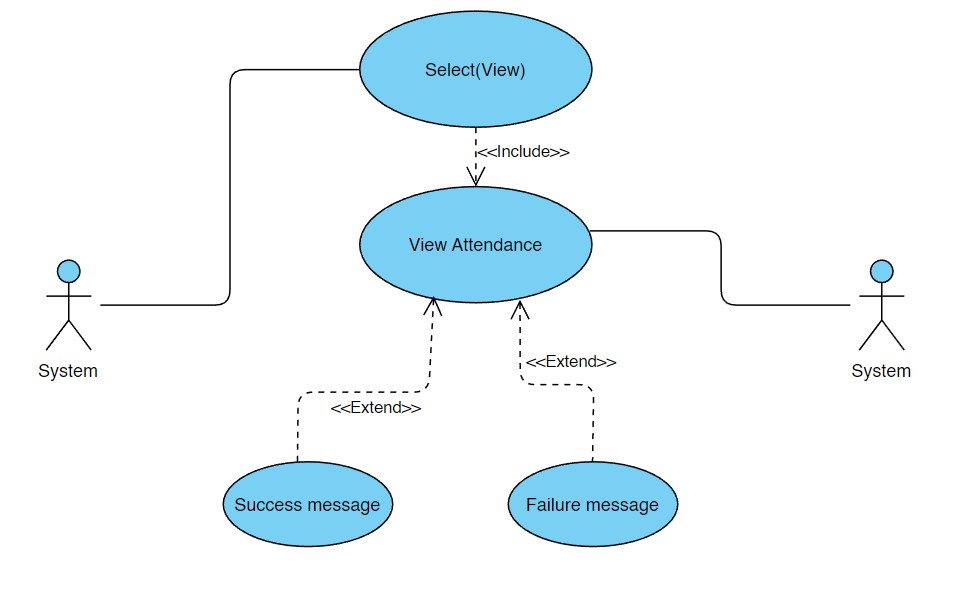 Select(View)
<<Include>>
View Attendance
System
System
<<Extend>>
<<Extend>>
Success message
Failure message